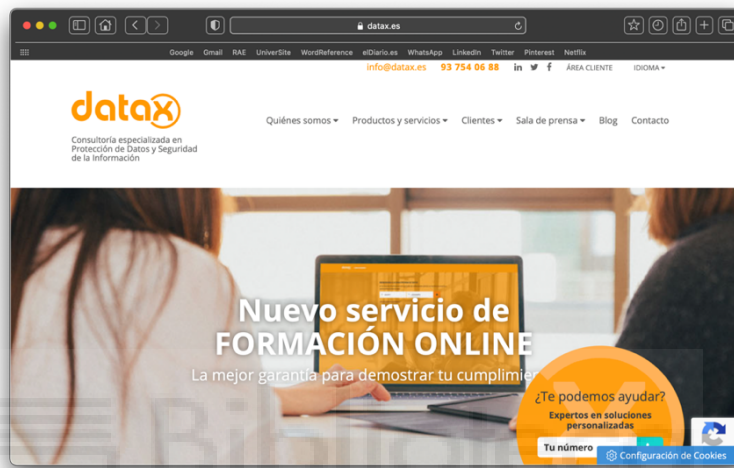 datax.es
Google Gmail RAE UniverSite WordReference elDiario.es WhatsApp LinkedIn Twitter Pinterest Netflix
info@datax.es 93 754 06 88 in f ÁREA CLIENTE IDIOMA
datax
Consultoría especializada en
Protección de Datos y Seguridad
de la Información
Quiénes somos Productos y servicios Clientes Sala de prensa Blog Contacto
Nuevo servicio de
FORMACIÓN ONLINE
La mejor garantía para demostrar tu cumplimie
¿Te podemos ayudar?
Expertos en soluciones
personalizadas
Tu número
Configuración de Cookies